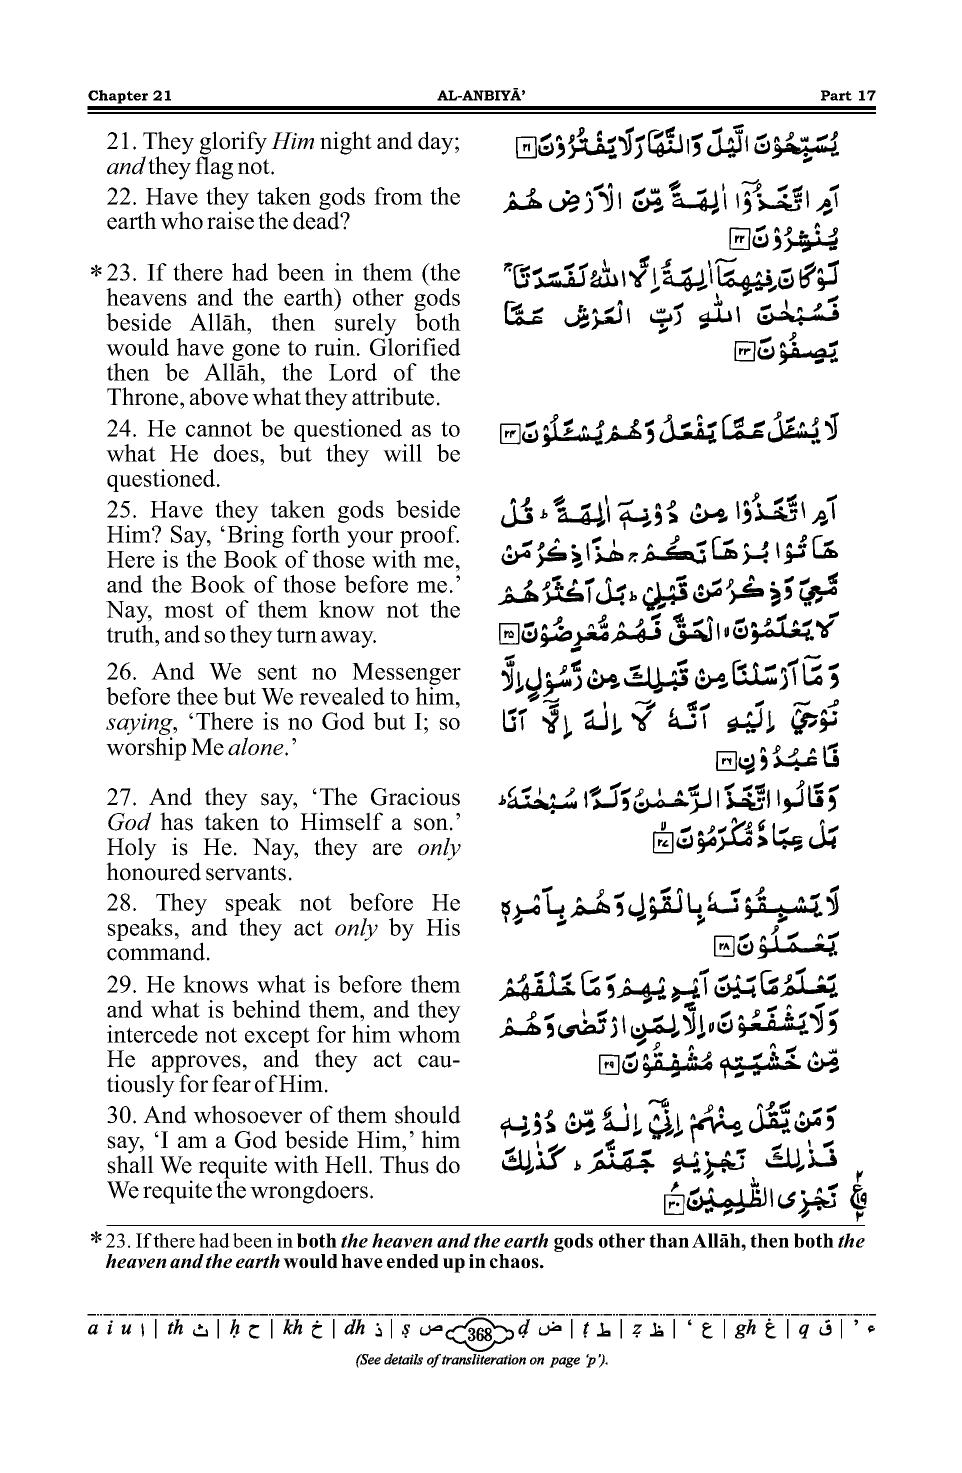 Chapter 21 AL-ANBIYĀ’ Part 17
21. They glorify Him night and day;
and they flag not.
22. Have they taken gods from the
earth who raise the dead?
*23. If there had been in them (the
heavens and the earth) other gods
beside Allāh, then surely both
would have gone to ruin. Glorified
then be Allāh, the Lord of the
Throne, above what they attribute.
24. He cannot be questioned as to
what He does, but they will be
questioned.
25. Have they taken gods beside
Him? Say, ‘Bring forth your proof.
Here is the Book of those with me,
and the Book of those before me.’
Nay, most of them know not the
truth, and so they turn away.
26. And We sent no Messenger
before thee but We revealed to him,
saying, ‘There is no God but I; so
worship Me alone.’
27. And they say, ‘The Gracious
God has taken to Himself a son.’
Holy is He. Nay, they are only
honoured servants.
28. They speak not before He
speaks, and they act only by His
command.
29. He knows what is before them
and what is behind them, and they
intercede not except for him whom
He approves, and they act cau-
tiously for fear of Him.
30. And whosoever of them should
say, ‘I am a God beside Him,’ him
shall We requite with Hell. Thus do
We requite the wrongdoers.
يُسَبِّحُوْنَ الَّيْلَ وَالنَّهَارَ لَا يَفْتُرُوْنَ ۲۱
اَمِ اتَّخَذُوْۤا اٰلِهَةً مِّنَ الْاَرْضِ هُمْ
يُنْشِرُوْنَ ۲۲
لَوْ كَانَ فِيْهِمَاۤ اٰلِهَةٌ اِلَّا اللّٰهُ لَفَسَدَتَا ۚ
فَسُبْحٰنَ اللّٰهِ رَبِّ الْعَرْشِ عَمَّا
يَصِفُوْنَ ۲۳
لَا يُسْـَٔلُ عَمَّا يَفْعَلُ وَهُمْ يُسْـَٔلُوْنَ ۲۴
اَمِ اتَّخَذُوْا مِنْ دُوْنِهٖۤ اٰلِهَةً ؕ قُلْ
هَاتُوْا بُرْهَانَكُمْ ۚ هٰذَا ذِكْرُ مَنْ
مَّعِيَ وَذِكْرُ مَنْ قَبْلِيْ ؕ بَلْ اَكْثَرُهُمْ
لَا يَعْلَمُوْنَ ۙ الْحَقَّ فَهُمْ مُّعْرِضُوْنَ ۲۵
وَمَاۤ اَرْسَلْنَا مِنْ قَبْلِكَ مِنْ رَّسُوْلٍ اِلَّا
نُوْحِيْۤ اِلَيْهِ اَنَّهٗ لَاۤ اِلٰهَ اِلَّاۤ اَنَا
فَاعْبُدُوْنِ ۲۶
وَقَالُوا اتَّخَذَ الرَّحْمٰنُ وَلَدًا سُبْحٰنَهٗ ؕ
بَلْ عِبَادٌ مُّكْرَمُوْنَ ۲۷
لَا يَسْبِقُوْنَهٗ بِالْقَوْلِ وَهُمْ بِاَمْرِهٖ
يَعْمَلُوْنَ ۲۸
يَعْلَمُ مَا بَيْنَ اَيْدِيْهِمْ وَمَا خَلْفَهُمْ
وَلَا يَشْفَعُوْنَ ۙ اِلَّا لِمَنِ ارْتَضٰى وَهُمْ
مِّنْ خَشْيَتِهٖ مُشْفِقُوْنَ ۲۹
وَمَنْ يَّقُلْ مِنْهُمْ اِنِّيْۤ اِلٰهٌ مِّنْ دُوْنِهٖ
فَذٰلِكَ نَجْزِيْهِ جَهَنَّمَ ؕ كَذٰلِكَ
نَجْزِى الظّٰلِمِيْنَ ۳۰
*23. If there had been in both the heaven and the earth gods other than Allāh, then both the
heaven and the earth would have ended up in chaos.
a i u ا | th ث | ḥ ح | kh خ | dh ذ | ṣ ص 368 ḍ ض | ṭ ط | ẓ ظ | ‘ ع | gh غ | q ق | ’ ء
(See details of transliteration on page ‘p’).